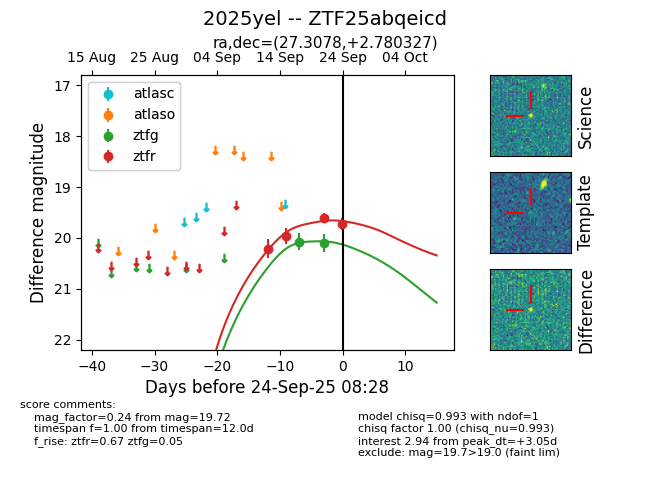 2025yel -- ZTF25abqeicd
ra,dec=(27.3078,+2.780327)
15 Aug 25 Aug 04 Sep 14 Sep 24 Sep 04 Oct
17
18
19
20
21
22
Difference magnitude
atlasc
atlaso
ztfg
ztfr
−40 −30 −20 −10 0 10
Days before 24-Sep-25 08:28
Science
Template
Difference
score comments:
mag_factor=0.24 from mag=19.72
timespan f=1.00 from timespan=12.0d
f_rise: ztfr=0.67 ztfg=0.05
model chisq=0.993 with ndof=1
chisq factor 1.00 (chisq_nu=0.993)
interest 2.94 from peak_dt=+3.05d
exclude: mag=19.7>19.0 (faint lim)